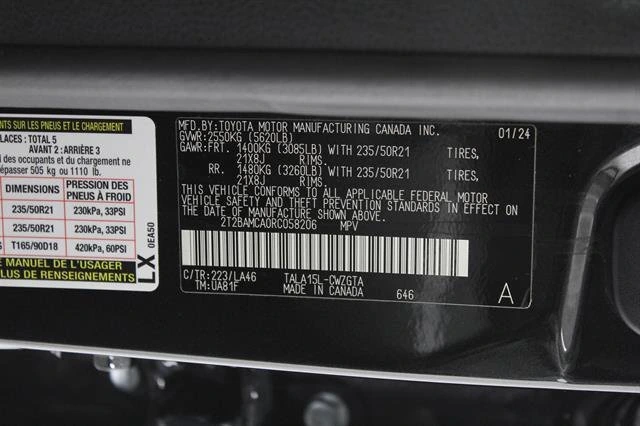 S SUR LES PNEUS ET LE CHARGEMENT
PLACES: TOTAL 5
AVANT 2 : ARRIÈRE 3
des occupants et du chargement ne
dépasser 505 kg ou 1110 lb.
DIMENSIONS PRESSION DES PNEUS À FROID
235/50R21 230kPa, 33PSI
235/50R21 230kPa, 33PSI
T165/90D18 420kPa, 60PSI
LE MANUEL DE L'USAGER
PLUS DE RENSEIGNEMENTS
LX 0EA50
MFD.BY:TOYOTA MOTOR MANUFACTURING CANADA INC. 01/24
GVWR:2550KG (5620LB)
GAWR:FRT. 1400KG (3085LB) WITH 235/50R21 TIRES,
21X8J RIMS.
RR. 1480KG (3260LB) WITH 235/50R21 TIRES,
21X8J RIMS.
THIS VEHICLE CONFORMS TO ALL APPLICABLE FEDERAL MOTOR
VEHICLE SAFETY AND THEFT PREVENTION STANDARDS IN EFFECT
ON THE DATE OF MANUFACTURE SHOWN ABOVE.
2T2BAMCA0RC058206 MPV
C/TR:223/LA46 TALA15L-CWZGTA
TM:UA81F MADE IN CANADA 646 A